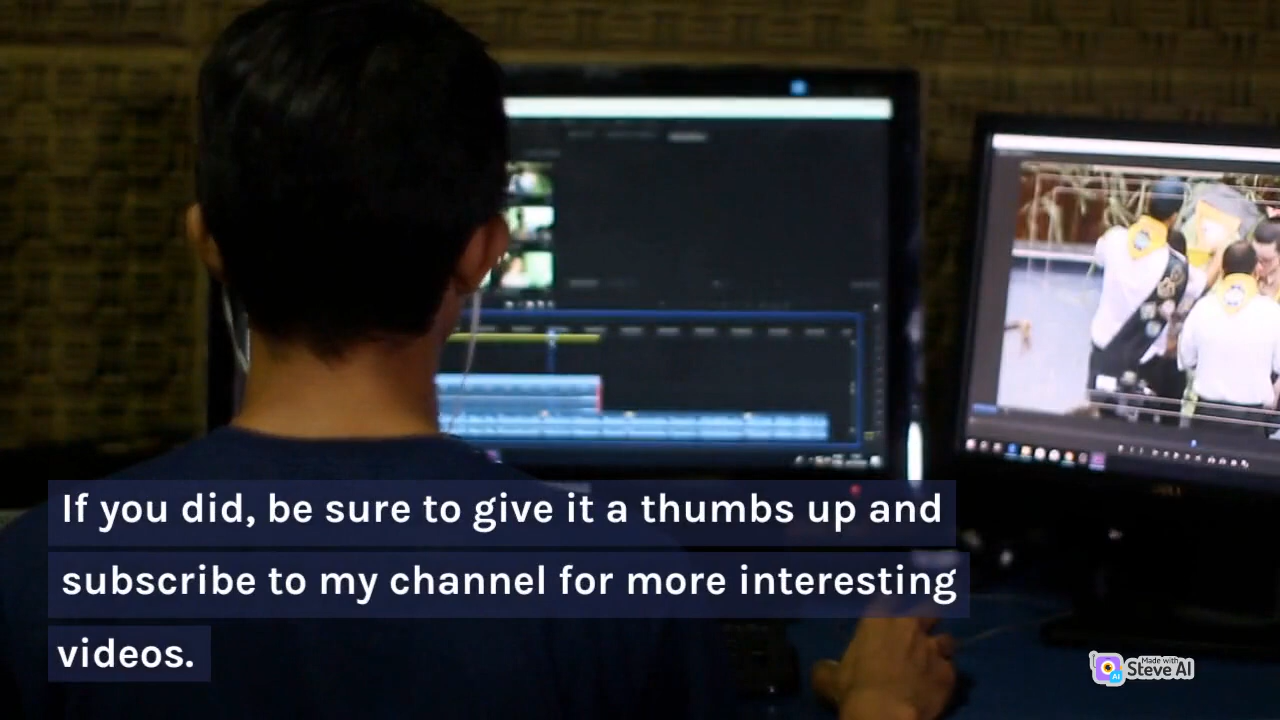 If you did, be sure to give it a thumbs up and
subscribe to my channel for more interesting
videos.
Made with
Steve AI